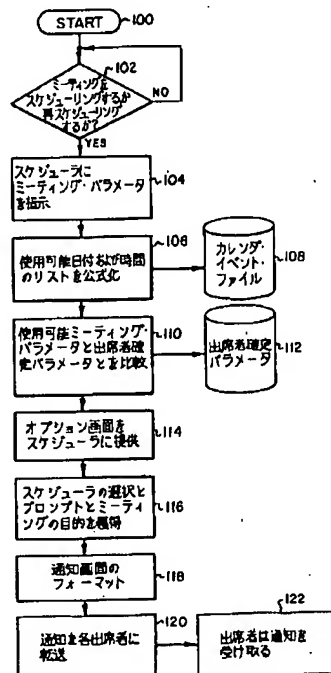 START
100
102
ミーティングを
スケジューリングするか
再スケジューリング
するか?
NO
YES
スケジューラに
ミーティング・パラメータ
を提示
104
106
使用可能日付および時間
のリストを公式化
カレンダ・
イベント・
ファイル
108
使用可能ミーティング・
パラメータと出席者確
定パラメータとを比較
110
出席者確定
パラメータ
112
オプション画面を
スケジューラに提供
114
スケジューラの選択と
プロンプトとミーティ
ングの目的を獲得
116
通知画面の
フォーマット
118
通知を各出席者に
転送
120
122
出席者は通知を
受け取る